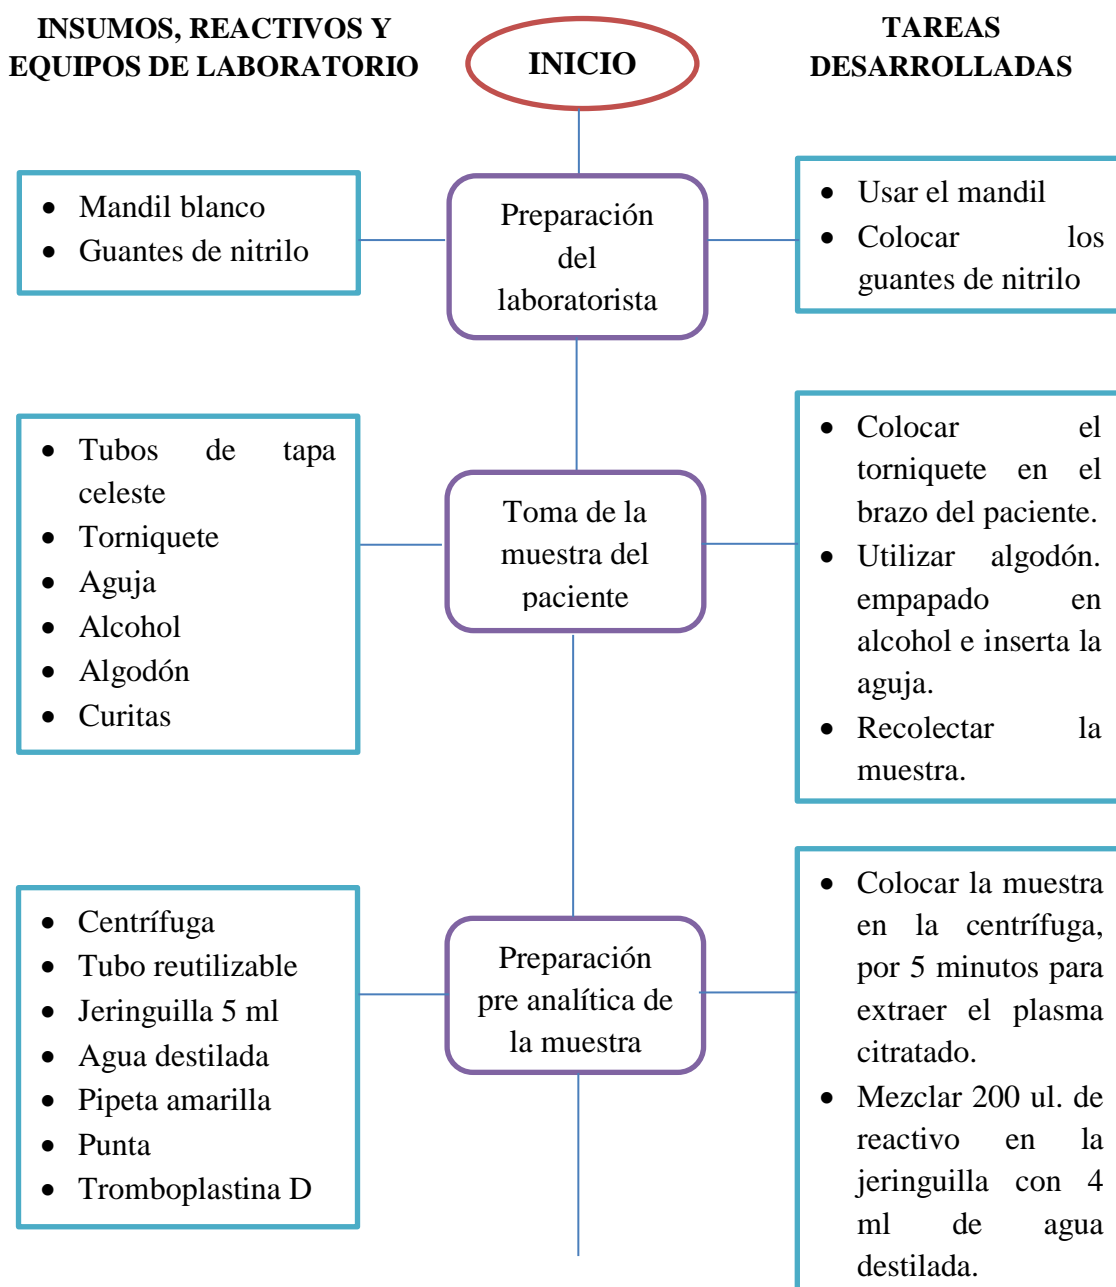 INSUMOS, REACTIVOS Y
EQUIPOS DE LABORATORIO
INICIO
TAREAS
DESARROLLADAS
• Mandil blanco
• Guantes de nitrilo
Preparación
del
laboratorista
• Usar el mandil
• Colocar los
guantes de nitrilo
• Tubos de tapa
celeste
• Torniquete
• Aguja
• Alcohol
• Algodón
• Curitas
Toma de la
muestra del
paciente
• Colocar el
torniquete en el
brazo del paciente.
• Utilizar algodón.
empapado en
alcohol e inserta la
aguja.
• Recolectar la
muestra.
• Centrífuga
• Tubo reutilizable
• Jeringuilla 5 ml
• Agua destilada
• Pipeta amarilla
• Punta
• Tromboplastina D
Preparación
pre analítica de
la muestra
• Colocar la muestra
en la centrífuga,
por 5 minutos para
extraer el plasma
citratado.
• Mezclar 200 ul. de
reactivo en la
jeringuilla con 4
ml de agua
destilada.